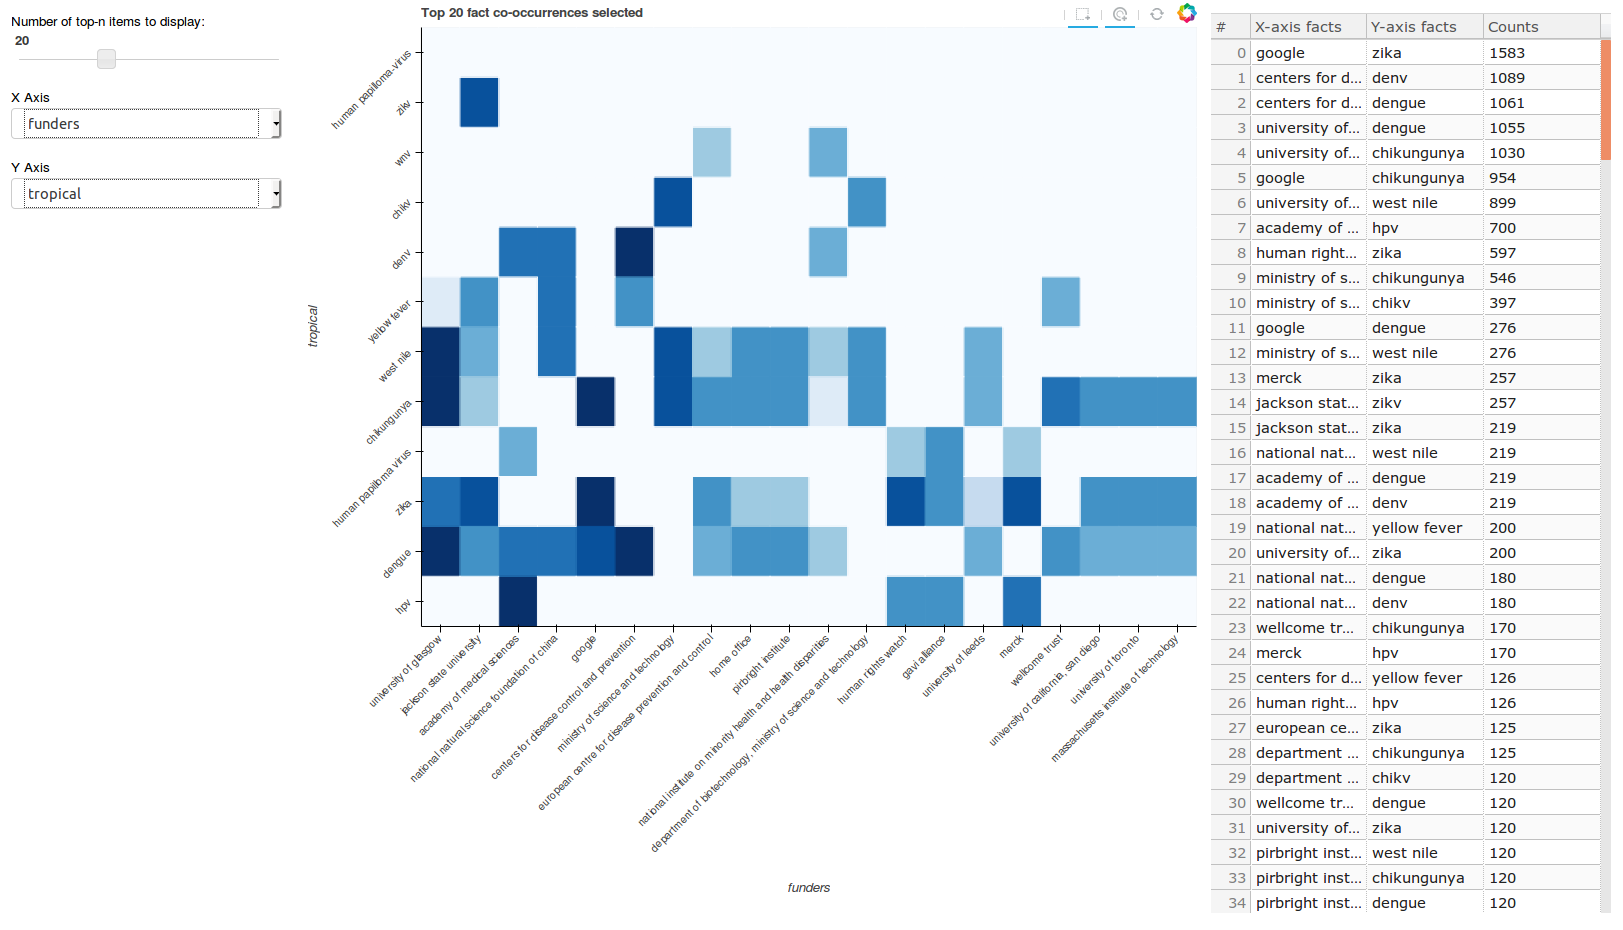 Number of top-n items to display:
20
X Axis
funders
Y Axis
tropical
Top 20 fact co-occurrences selected
tropical
human papilloma-virus
zikv
wnv
chikv
denv
yellow fever
west nile
chikungunya
human papilloma virus
zika
dengue
hpv
university of glasgow
jackson state university
academy of medical sciences
national natural science foundation of china
google
centers for disease control and prevention
ministry of science and technology
european centre for disease prevention and control
home office
pirbright institute
national institute on minority health and health disparities
department of biotechnology, ministry of science and technology
human rights watch
gavi alliance
university of leeds
merck
wellcome trust
university of california, san diego
university of toronto
massachusetts institute of technology
funders
# X-axis facts Y-axis facts Counts
0 google zika 1583
1 centers for d... denv 1089
2 centers for d... dengue 1061
3 university of... dengue 1055
4 university of... chikungunya 1030
5 google chikungunya 954
6 university of... west nile 899
7 academy of ... hpv 700
8 human right... zika 597
9 ministry of s... chikungunya 546
10 ministry of s... chikv 397
11 google dengue 276
12 ministry of s... west nile 276
13 merck zika 257
14 jackson stat... zikv 257
15 jackson stat... zika 219
16 national nat... west nile 219
17 academy of ... dengue 219
18 academy of ... denv 219
19 national nat... yellow fever 200
20 university of... zika 200
21 national nat... dengue 180
22 national nat... denv 180
23 wellcome tr... chikungunya 170
24 merck hpv 170
25 centers for d... yellow fever 126
26 human right... hpv 126
27 european ce... zika 125
28 department ... chikungunya 125
29 department ... chikv 120
30 wellcome tr... dengue 120
31 university of... zika 120
32 pirbright inst... west nile 120
33 pirbright inst... chikungunya 120
34 pirbright inst... dengue 120